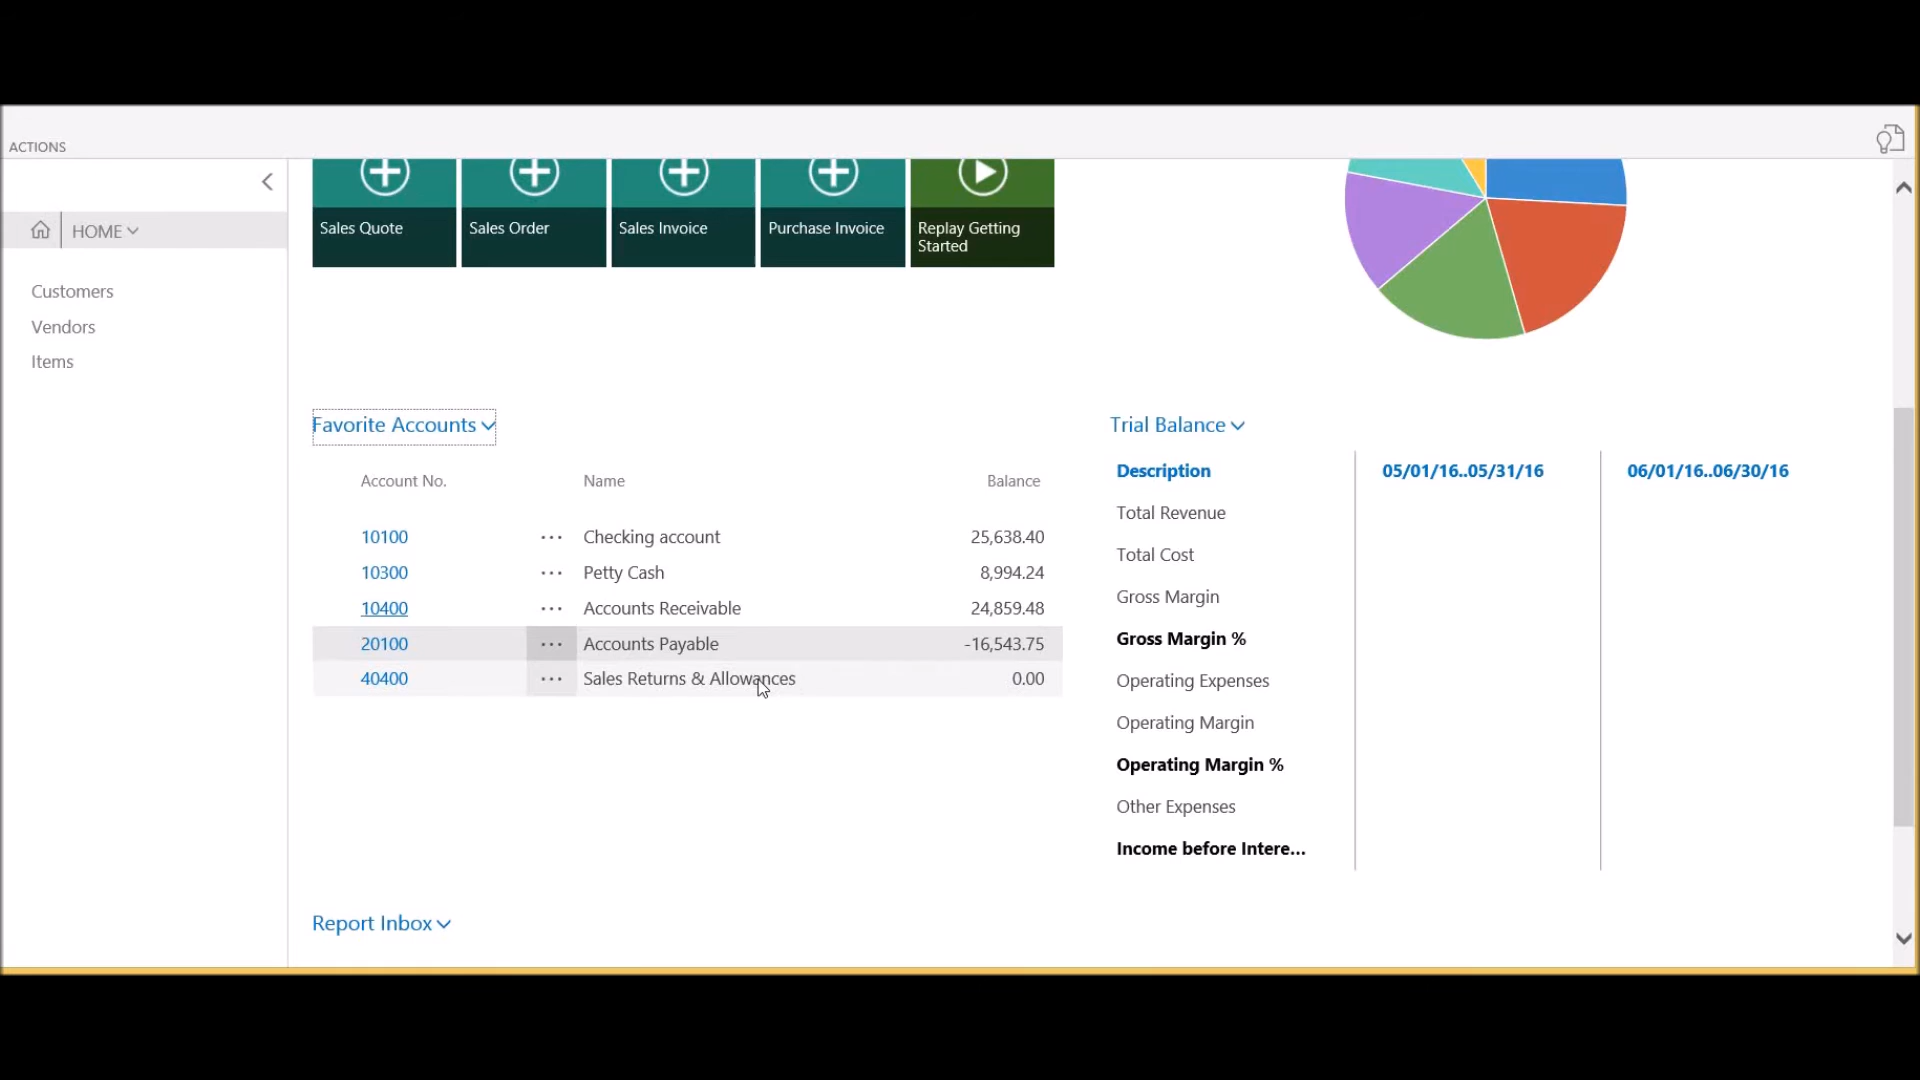 ACTIONS
HOME
Customers
Vendors
Items
Sales Quote
Sales Order
Sales Invoice
Purchase Invoice
Replay Getting
Started
Favorite Accounts
Account No. Name Balance
10100 ... Checking account 25,638.40
10300 ... Petty Cash 8,994.24
10400 ... Accounts Receivable 24,859.48
20100 ... Accounts Payable -16,543.75
40400 ... Sales Returns & Allowances 0.00
Trial Balance
Description 05/01/16..05/31/16 06/01/16..06/30/16
Total Revenue
Total Cost
Gross Margin
Gross Margin %
Operating Expenses
Operating Margin
Operating Margin %
Other Expenses
Income before Intere...
Report Inbox